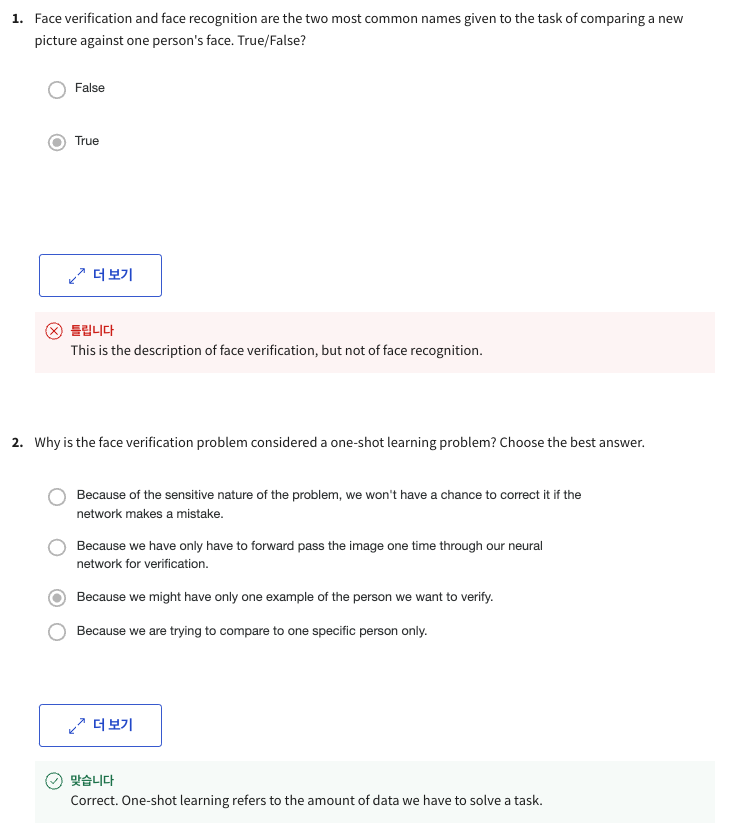 1. Face verification and face recognition are the two most common names given to the task of comparing a new
picture against one person's face. True/False?
False
True
더 보기
틀립니다
This is the description of face verification, but not of face recognition.
2. Why is the face verification problem considered a one-shot learning problem? Choose the best answer.
Because of the sensitive nature of the problem, we won't have a chance to correct it if the
network makes a mistake.
Because we have only have to forward pass the image one time through our neural
network for verification.
Because we might have only one example of the person we want to verify.
Because we are trying to compare to one specific person only.
더 보기
맞습니다
Correct. One-shot learning refers to the amount of data we have to solve a task.